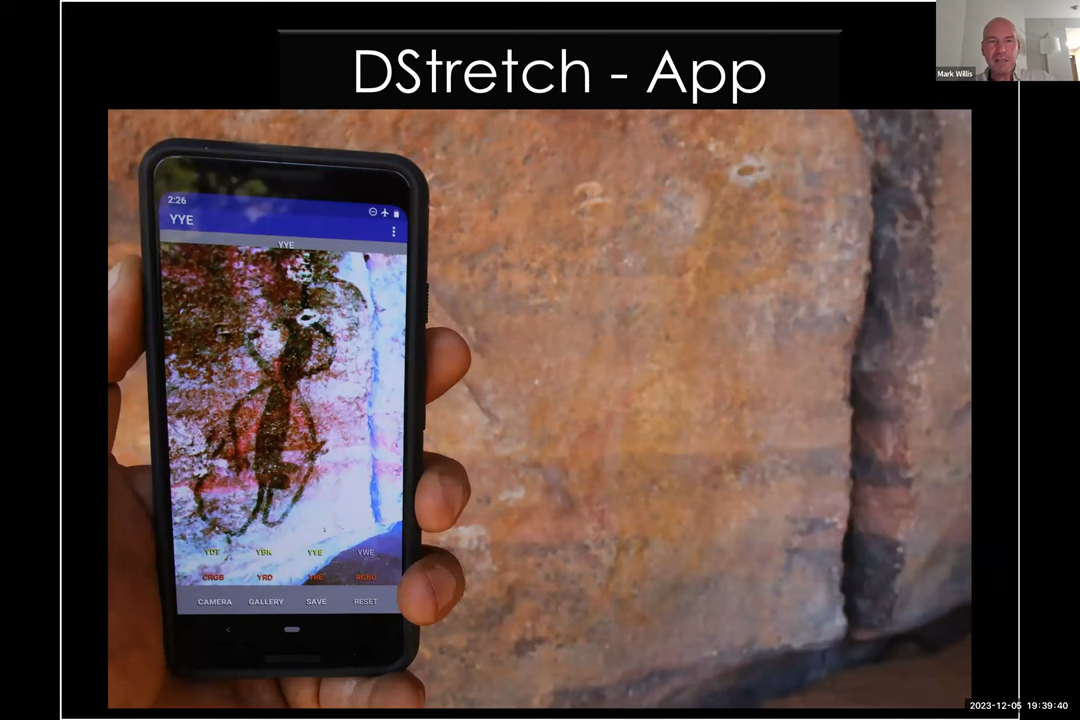 DStretch - App
Mark Willis
2:26
YYE
YYE
YDT YBK YYE YWE
CRGB YRD YRE RGB0
CAMERA GALLERY SAVE RESET
2023-12-05 19:39:40